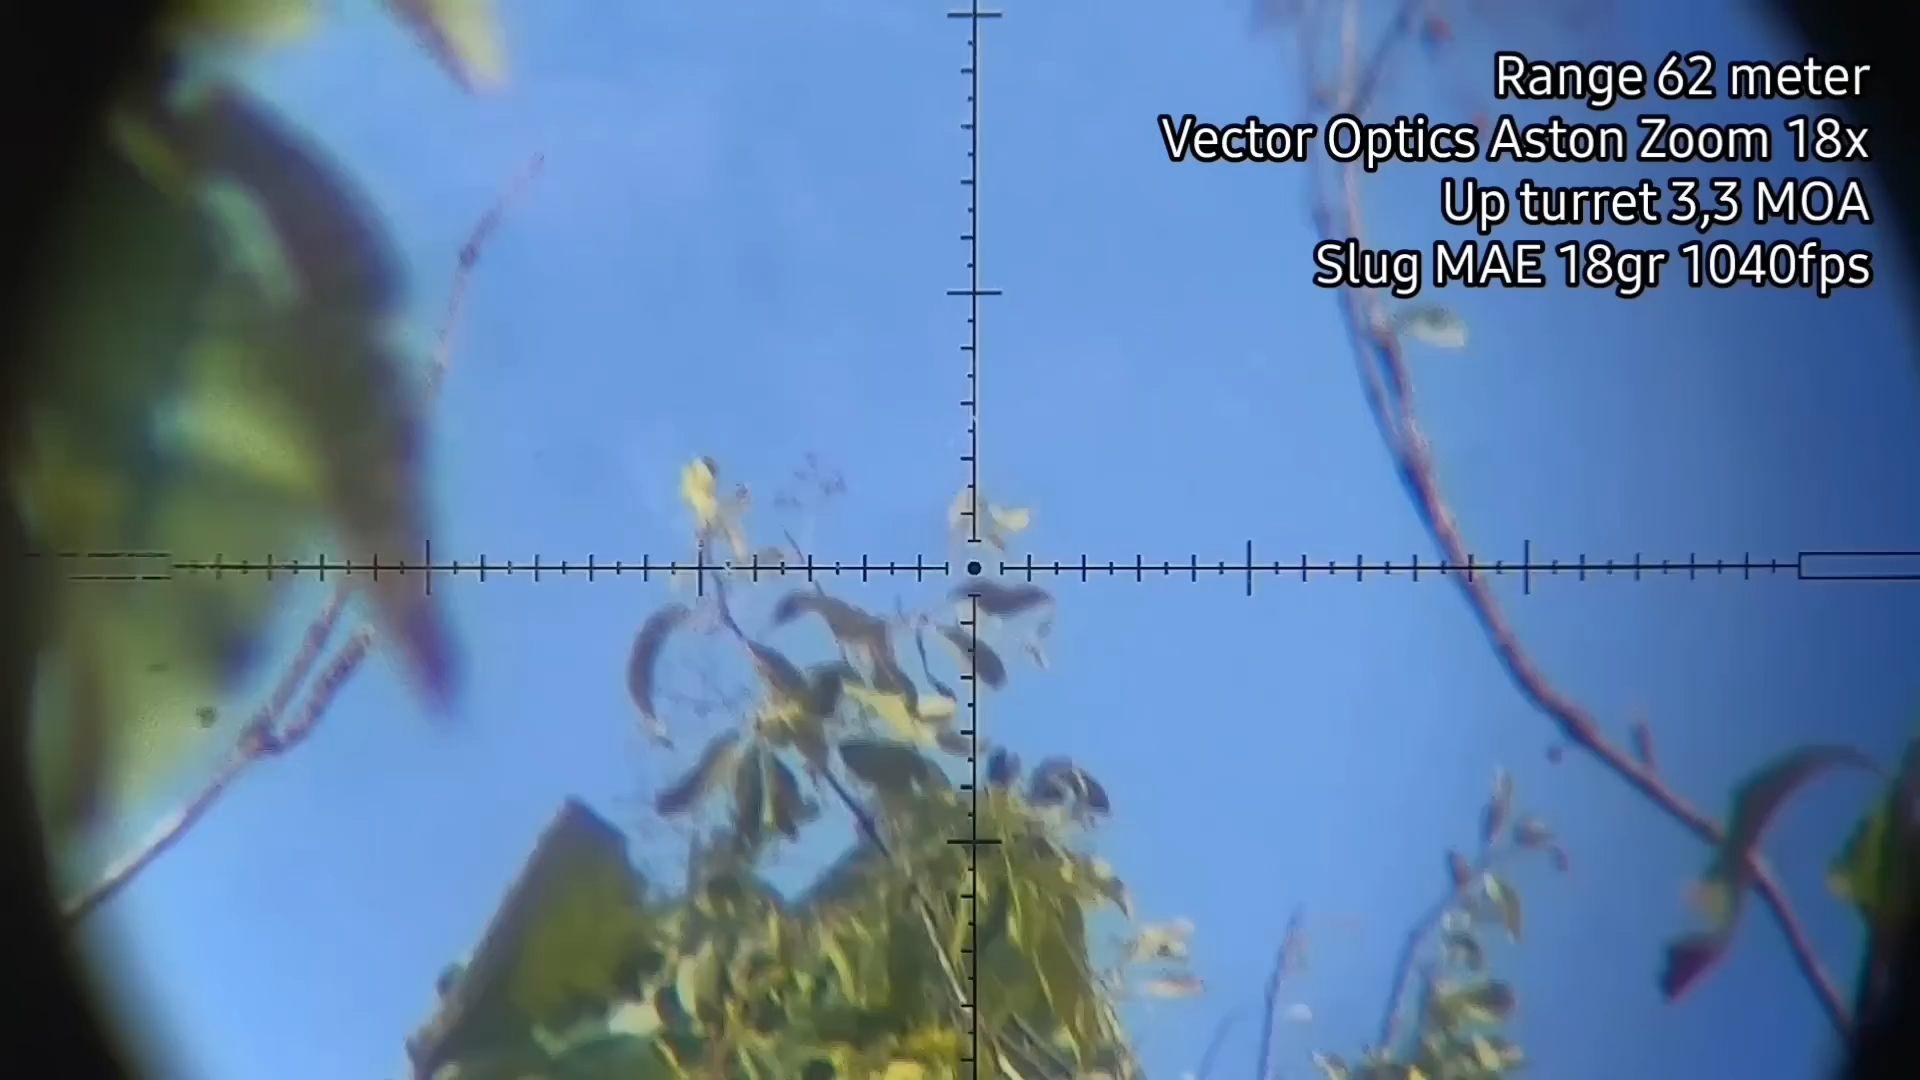 Range 62 meter
Vector Optics Aston Zoom 18x
Up turret 3,3 MOA
Slug MAE 18gr 1040fps